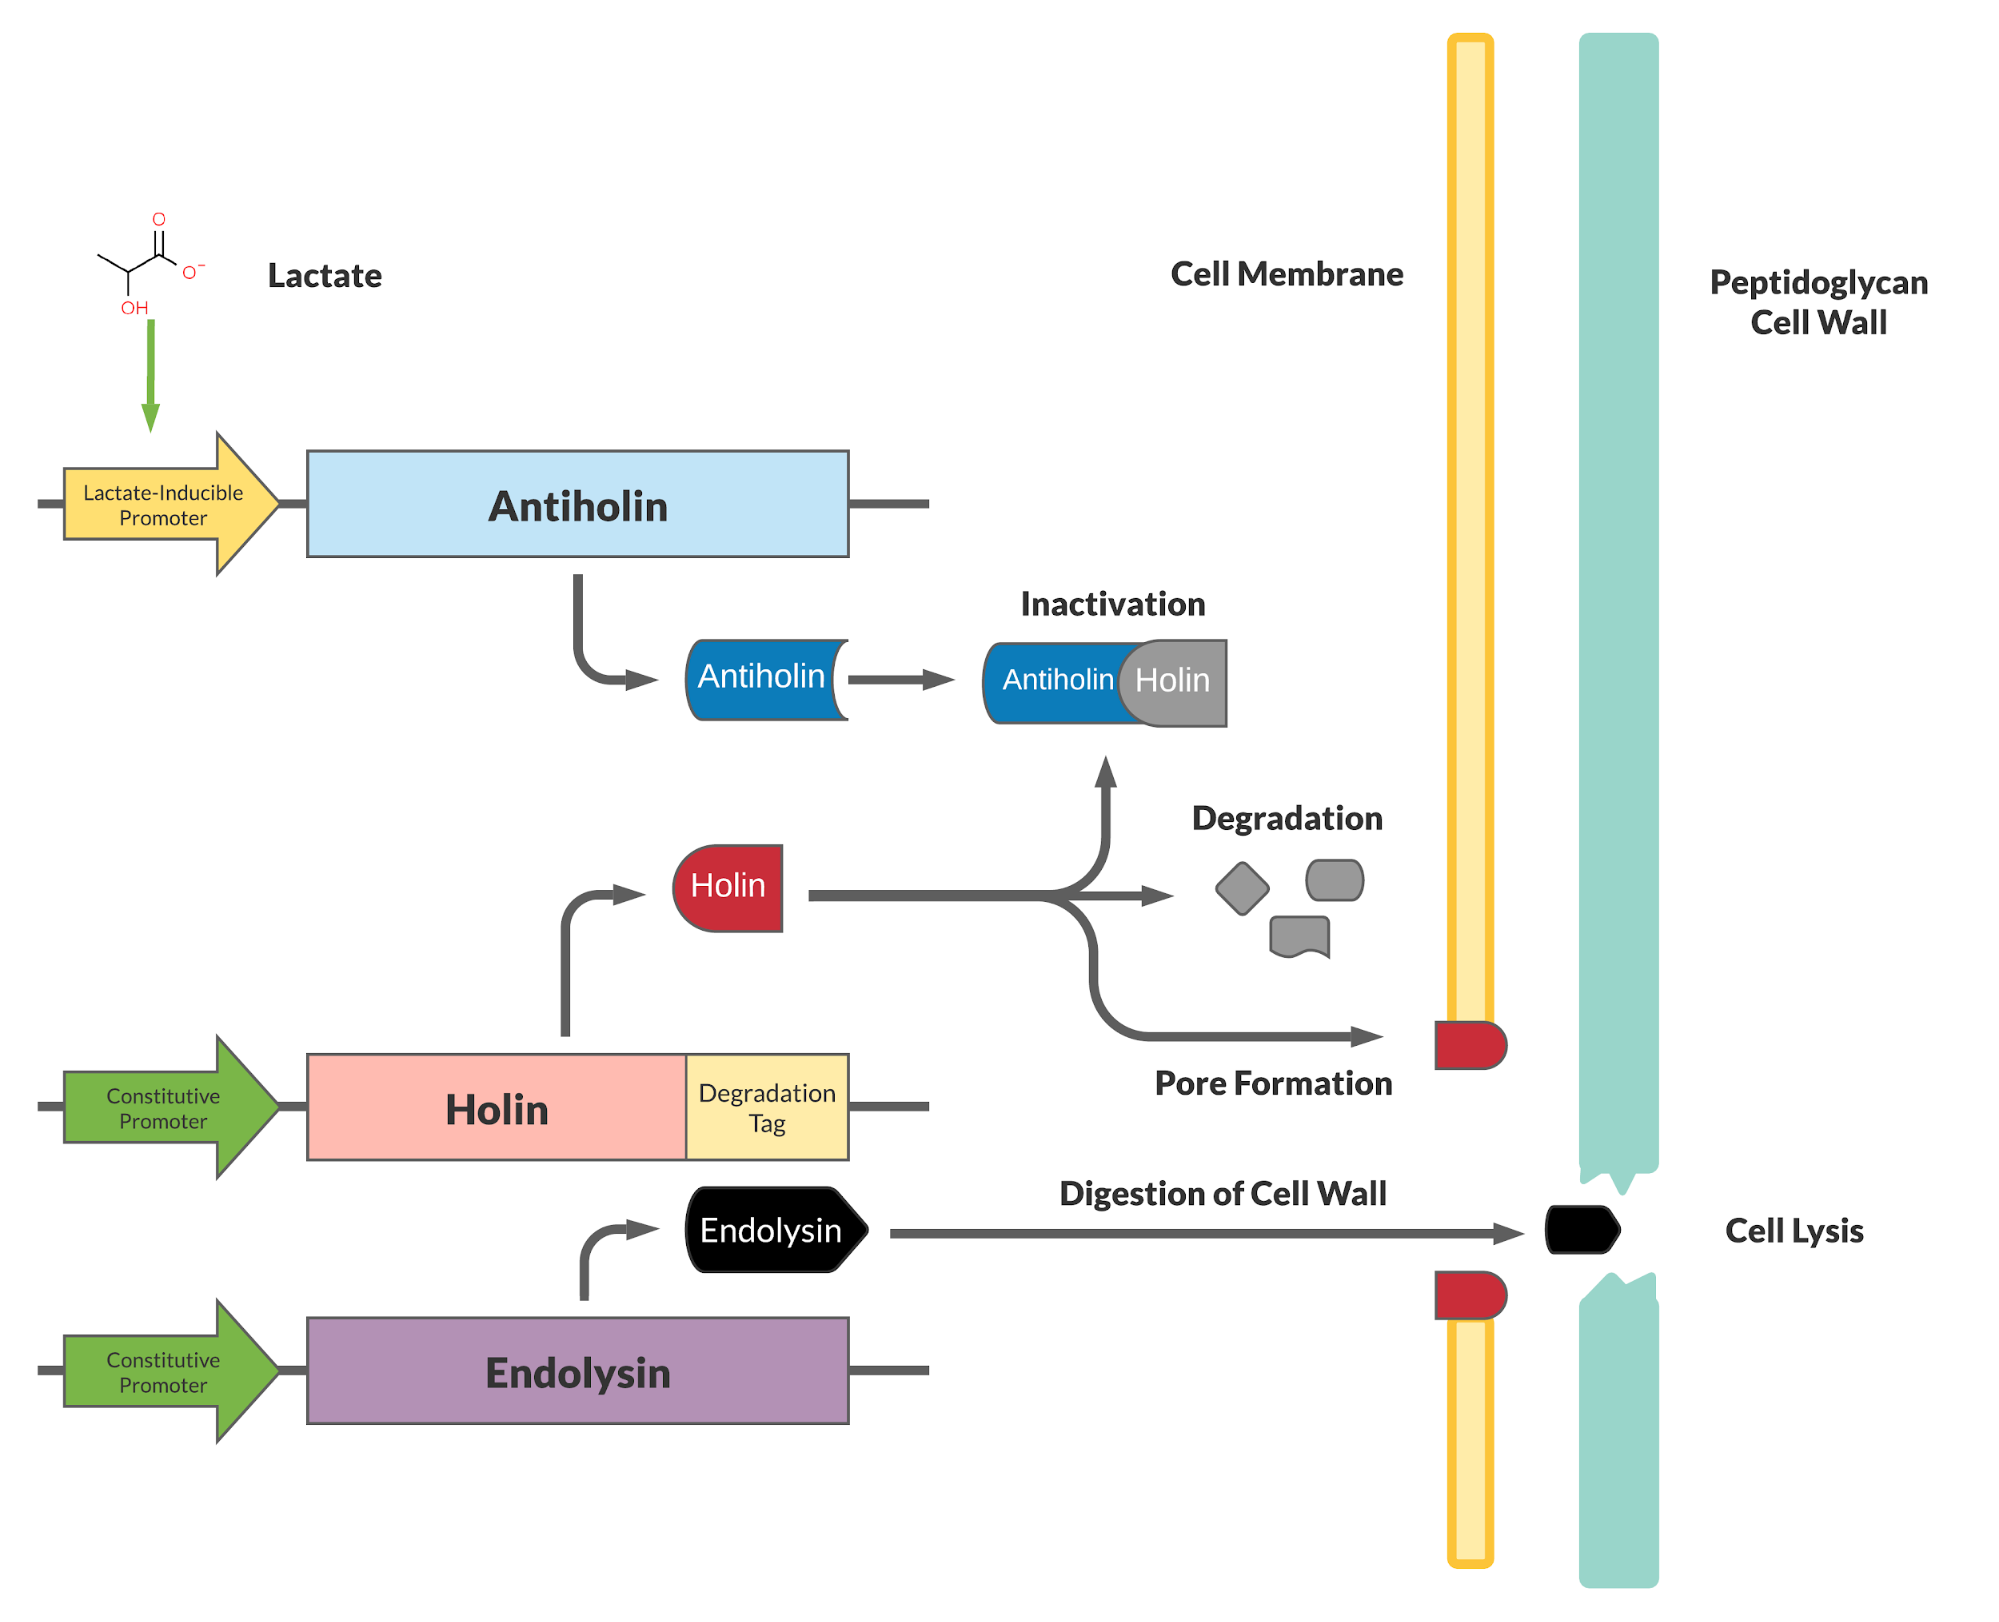 O
O⁻
OH
Lactate
Cell Membrane
Peptidoglycan
Cell Wall
Lactate-Inducible
Promoter
Antiholin
Inactivation
Antiholin
Antiholin
Holin
Degradation
Holin
Constitutive
Promoter
Holin
Degradation
Tag
Pore Formation
Digestion of Cell Wall
Endolysin
Cell Lysis
Constitutive
Promoter
Endolysin